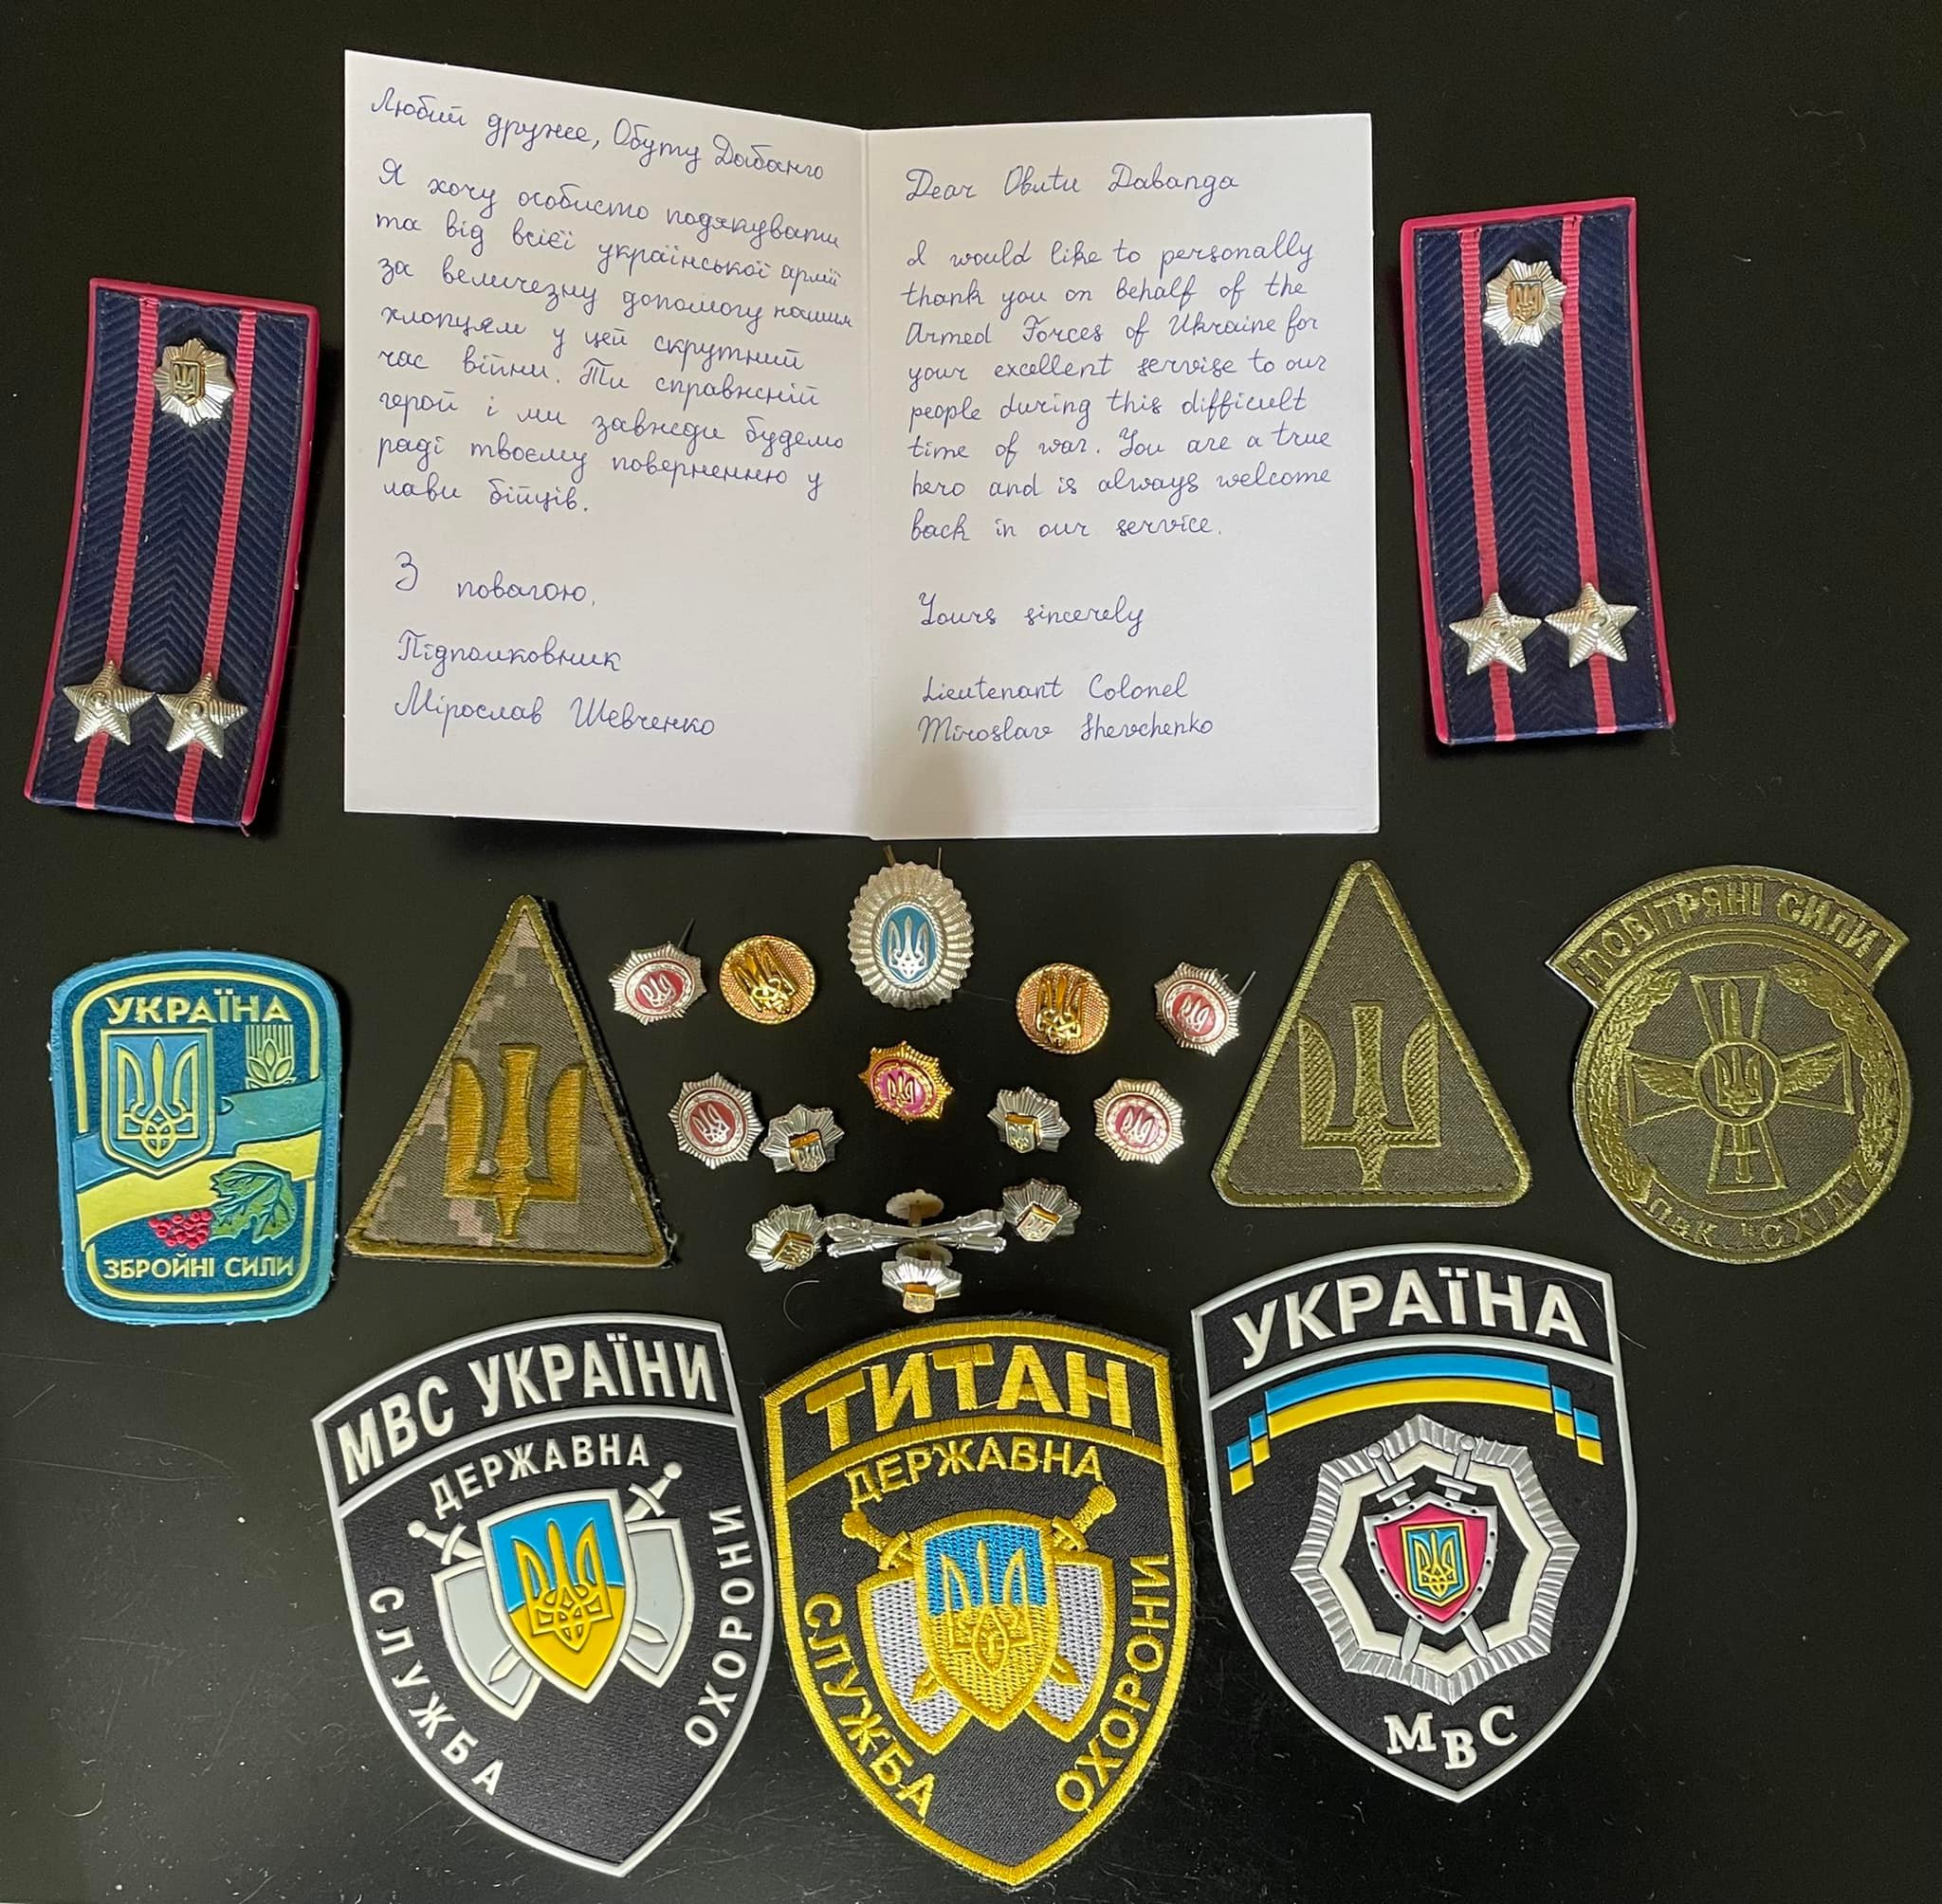 Любий друже, Обуту Дабанго
Я хочу особисто подякувати
та від всієї української армії
за величезну допомогу нашим
хлопцям у цей скрутний
час війни. Ти справжній
герой і ми завжди будемо
раді твоєму поверненню у
лави бійців.
З повагою,
Підполковник
Мірослав Шевченко
Dear Obutu Dabanga
I would like to personally
thank you on behalf of the
Armed Forces of Ukraine for
your excellent servise to our
people during this difficult
time of war. You are a true
hero and is always welcome
back in our service.
Yours sincerely
Lieutenant Colonel
Miroslav Shevchenko
УКРАЇНА
ЗБРОЙНІ СИЛИ
ПОВІТРЯНІ СИЛИ
ПвК "СХІД"
МВС УКРАЇНИ
ДЕРЖАВНА
СЛУЖБА
ОХОРОНИ
ТИТАН
ДЕРЖАВНА
СЛУЖБА
ОХОРОНИ
УКРАЇНА
МВС